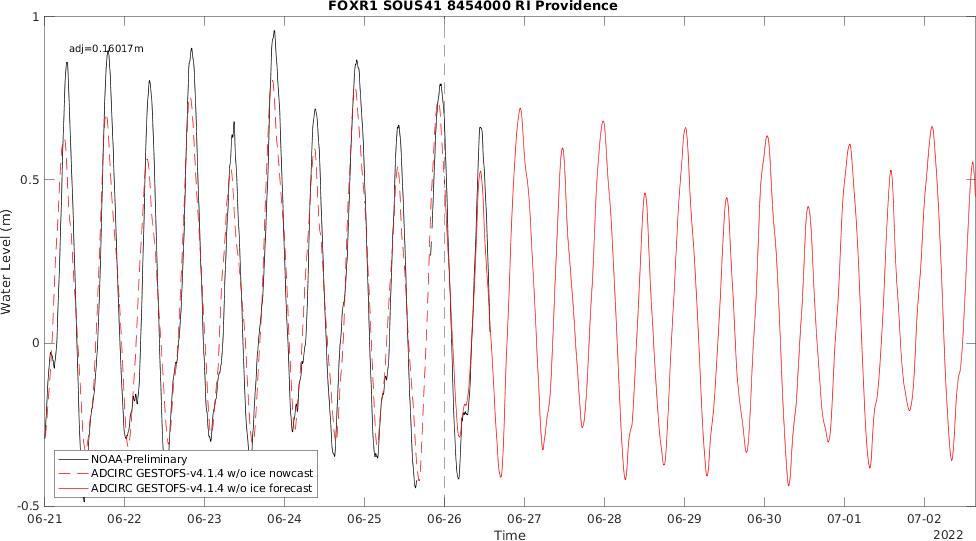 FOXR1 SOUS41 8454000 RI Providence
adj=0.16017m
Water Level (m)
1
0.5
0
-0.5
NOAA-Preliminary
ADCIRC GESTOFS-v4.1.4 w/o ice nowcast
ADCIRC GESTOFS-v4.1.4 w/o ice forecast
06-21 06-22 06-23 06-24 06-25 06-26 06-27 06-28 06-29 06-30 07-01 07-02
Time
2022